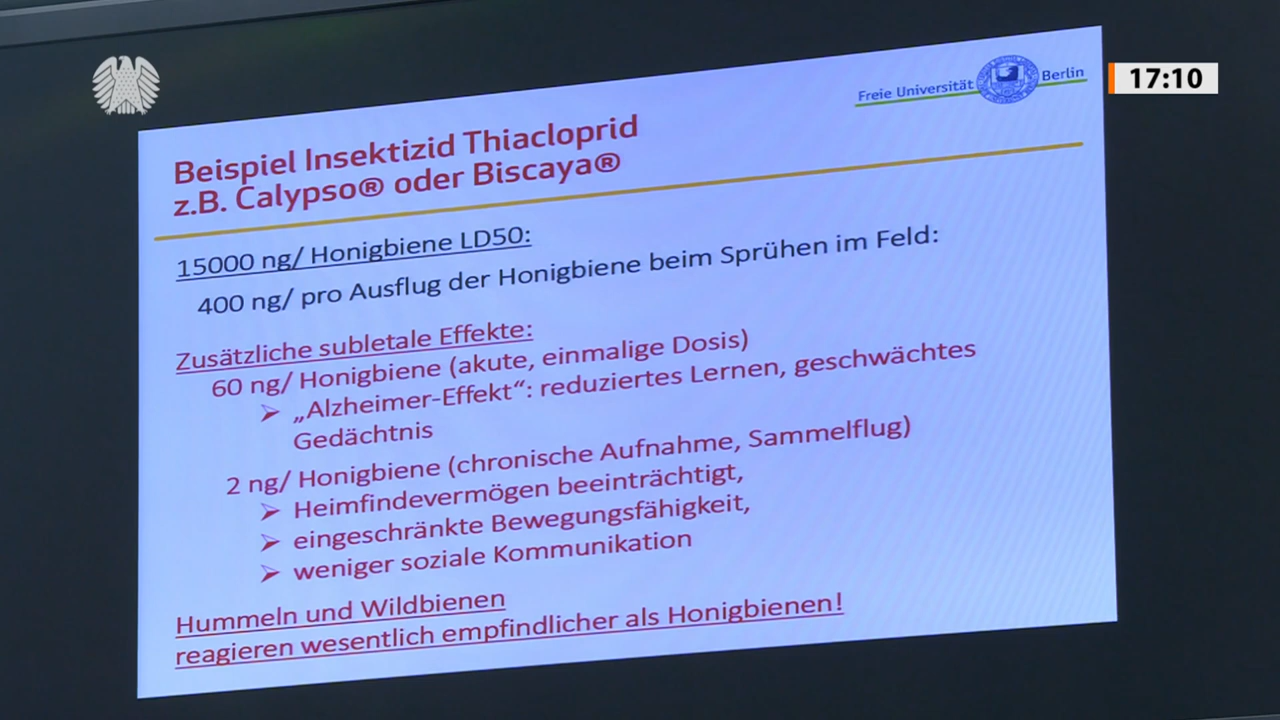 17:10
Freie Universität Berlin
Beispiel Insektizid Thiacloprid
z.B. Calypso® oder Biscaya®
15000 ng/ Honigbiene LD50:
400 ng/ pro Ausflug der Honigbiene beim Sprühen im Feld:
Zusätzliche subletale Effekte:
60 ng/ Honigbiene (akute, einmalige Dosis)
➢ „Alzheimer-Effekt“: reduziertes Lernen, geschwächtes
Gedächtnis
2 ng/ Honigbiene (chronische Aufnahme, Sammelflug)
➢ Heimfindevermögen beeinträchtigt,
➢ eingeschränkte Bewegungsfähigkeit,
➢ weniger soziale Kommunikation
Hummeln und Wildbienen
reagieren wesentlich empfindlicher als Honigbienen!